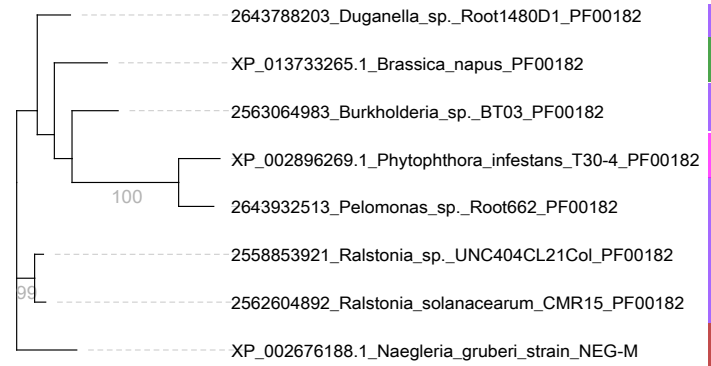 2643788203_Duganella_sp._Root1480D1_PF00182
XP_013733265.1_Brassica_napus_PF00182
2563064983_Burkholderia_sp._BT03_PF00182
XP_002896269.1_Phytophthora_infestans_T30-4_PF00182
100
2643932513_Pelomonas_sp._Root662_PF00182
2558853921_Ralstonia_sp._UNC404CL21Col_PF00182
99
2562604892_Ralstonia_solanacearum_CMR15_PF00182
XP_002676188.1_Naegleria_gruberi_strain_NEG-M